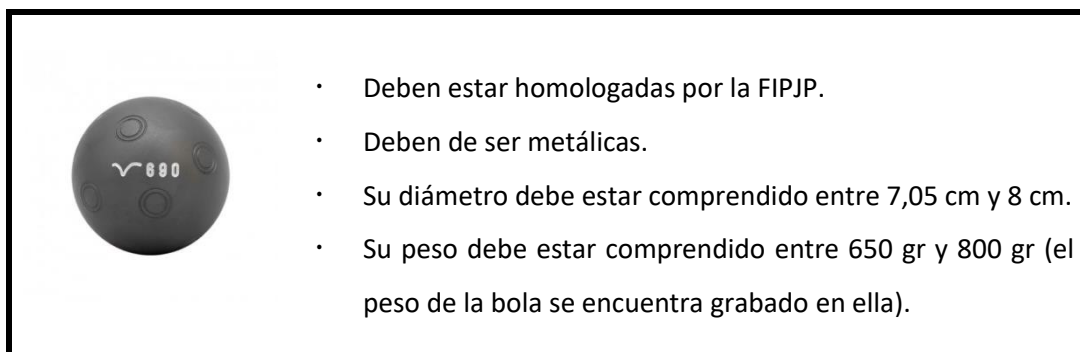 · Deben estar homologadas por la FIPJP.
· Deben de ser metálicas.
· Su diámetro debe estar comprendido entre 7,05 cm y 8 cm.
· Su peso debe estar comprendido entre 650 gr y 800 gr (el
peso de la bola se encuentra grabado en ella).
690